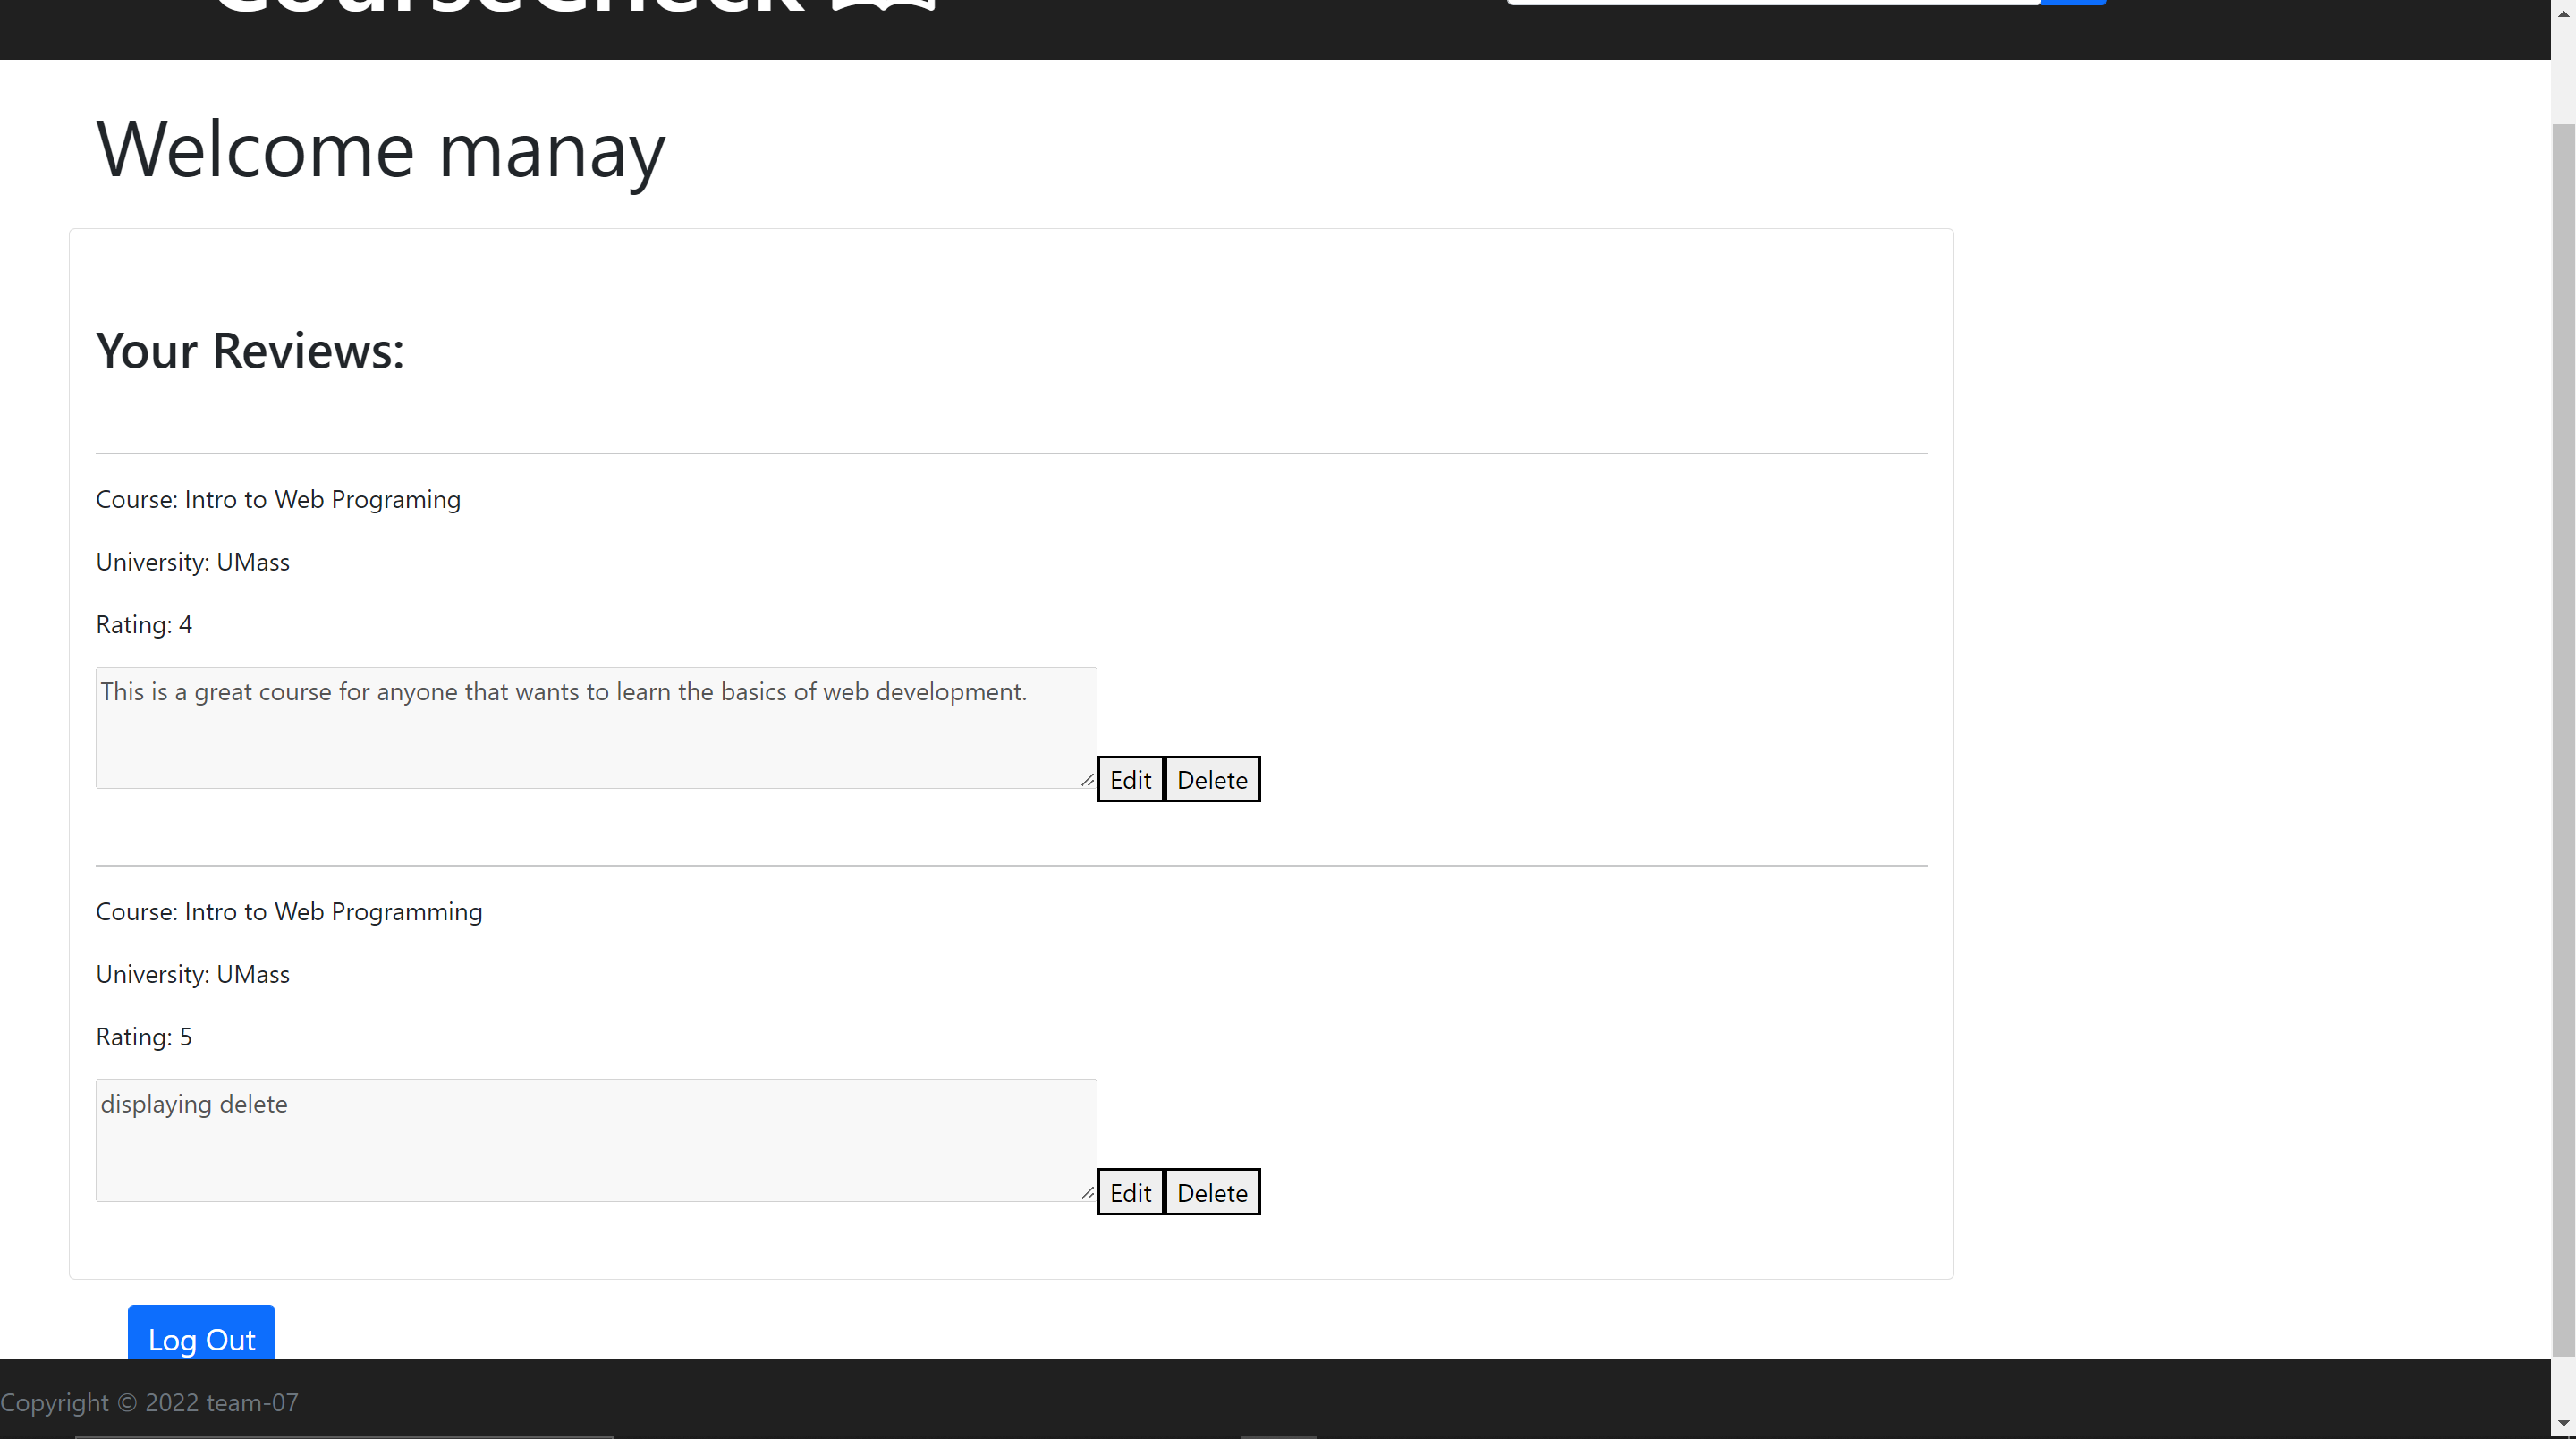 CourseCheck
Welcome manay
Your Reviews:
Course: Intro to Web Programing
University: UMass
Rating: 4
This is a great course for anyone that wants to learn the basics of web development.
Edit Delete
Course: Intro to Web Programming
University: UMass
Rating: 5
displaying delete
Edit Delete
Log Out
Copyright © 2022 team-07